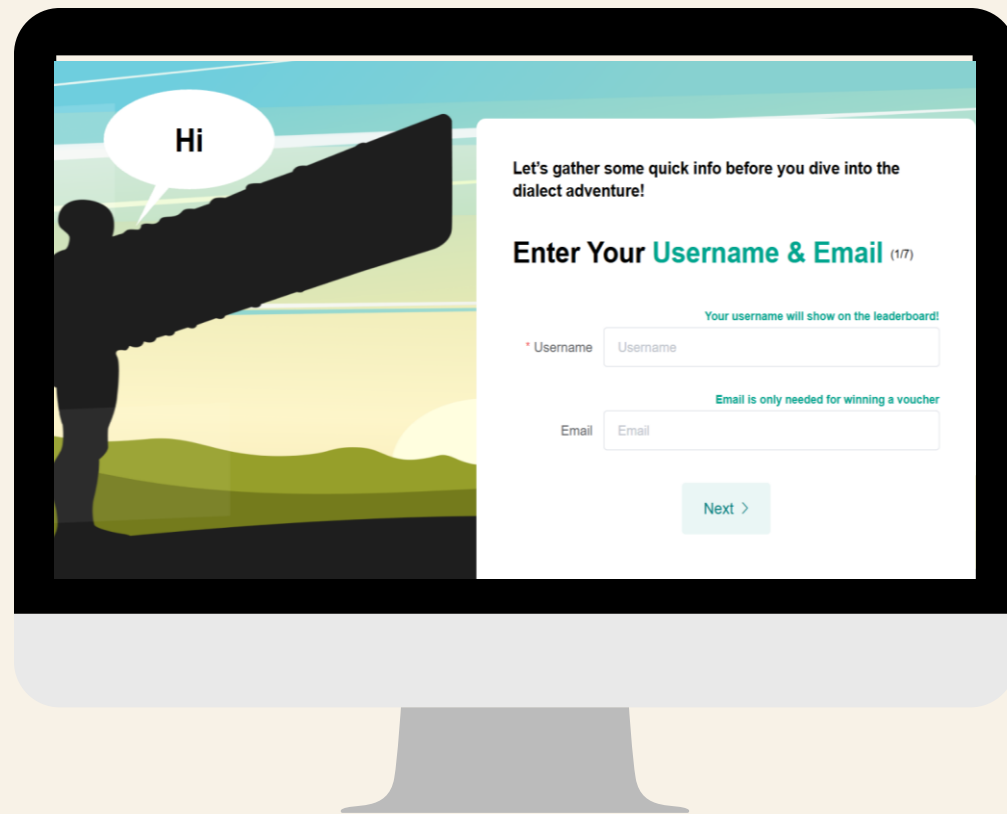 Hi
Let's gather some quick info before you dive into the
dialect adventure!
Enter Your Username & Email (1/7)
Your username will show on the leaderboard!
* Username Username
Email is only needed for winning a voucher
Email Email
Next >